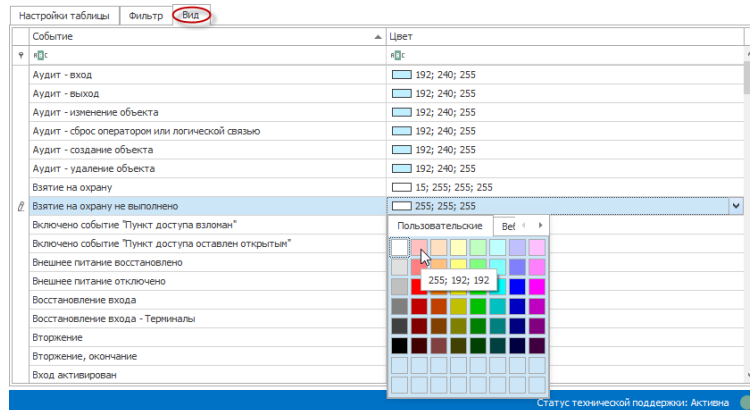 Настройки таблицы Фильтр Вид
Событие Цвет
Аудит - вход 192; 240; 255
Аудит - выход 192; 240; 255
Аудит - изменение объекта 192; 240; 255
Аудит - сброс оператором или логической связью 192; 240; 255
Аудит - создание объекта 192; 240; 255
Аудит - удаление объекта 192; 240; 255
Взятие на охрану 15; 255; 255; 255
Взятие на охрану не выполнено 255; 255; 255
Включено событие "Пункт доступа взломан"
Пользовательские
Включено событие "Пункт доступа оставлен открытым"
Внешнее питание восстановлено
Внешнее питание отключено
255; 192; 192
Восстановление входа
Восстановление входа - Терминалы
Вторжение
Вторжение, окончание
Вход активирован
Статус технической поддержки: Активна